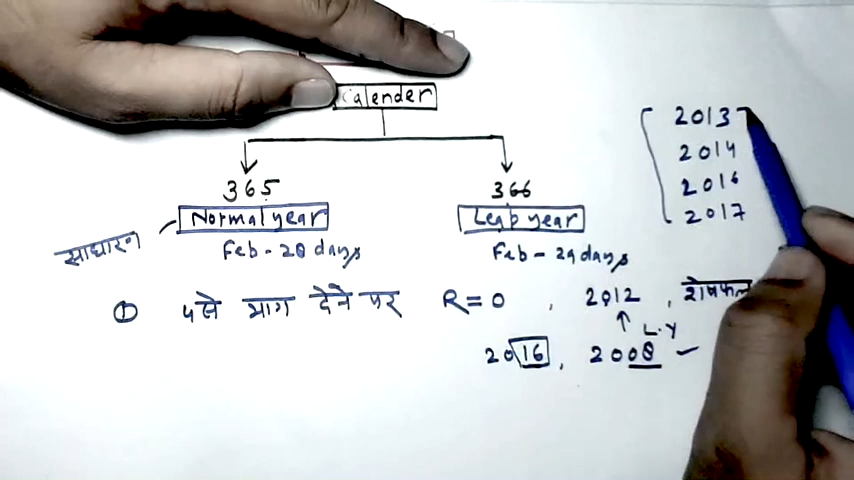 Calender
365
366
Normal year
Leap year
साधारण
Feb - 28 days
Feb - 29 days
2013
2014
2016
2017
① 4 से भाग देने पर R = 0 , 2012 , शेषफल
↑ L.Y
2016 , 2008